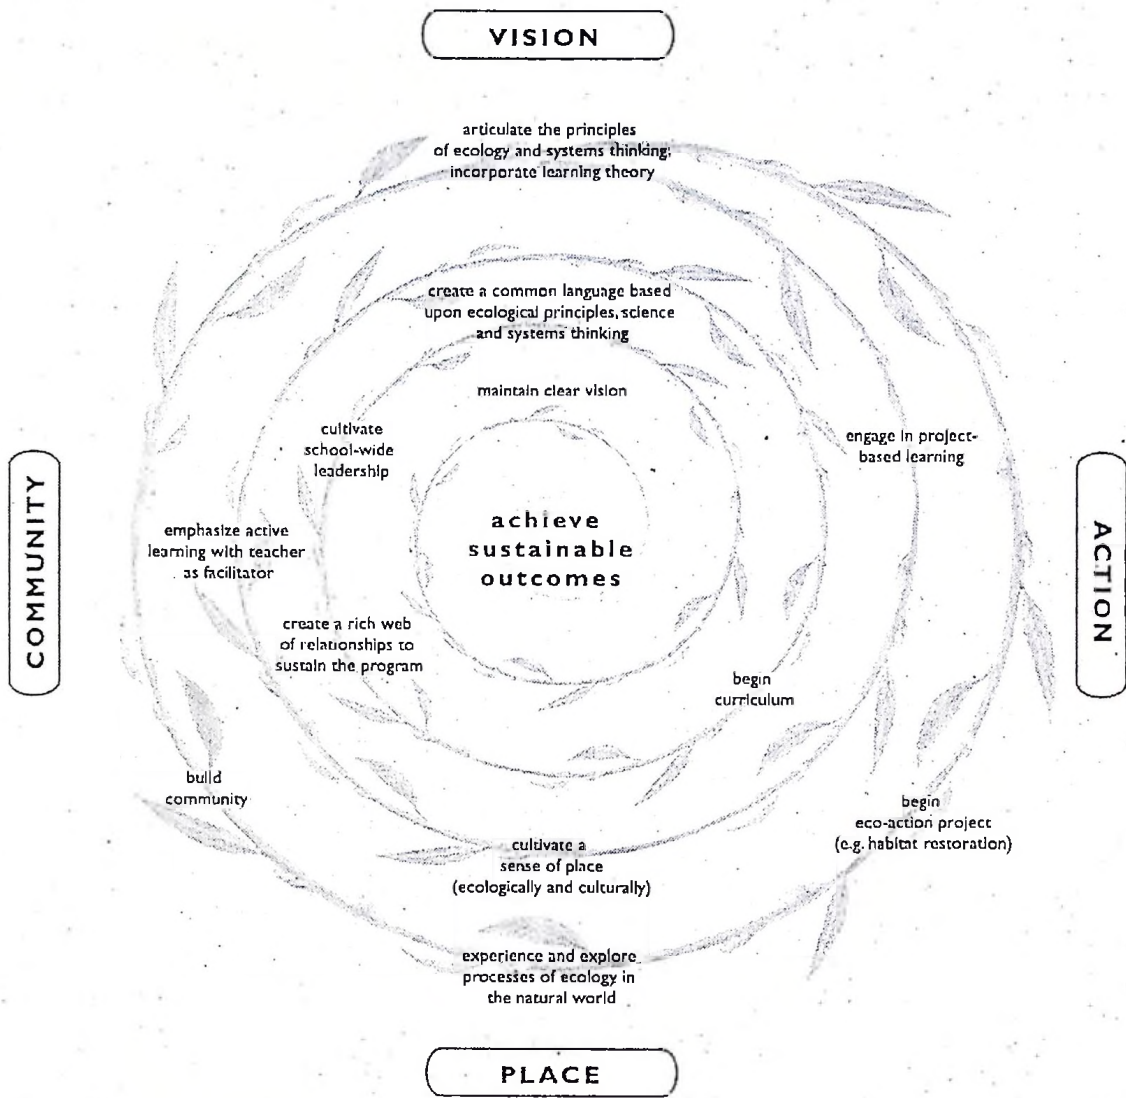 VISION
articulate the principles
of ecology and systems thinking;
incorporate learning theory
create a common language based
upon ecological principles, science
and systems thinking
maintain clear vision
cultivate
school-wide
leadership
engage in project-
based learning
COMMUNITY
ACTION
achieve
sustainable
outcomes
emphasize active
learning with teacher
as facilitator
create a rich web
of relationships to
sustain the program
begin
curriculum
build
community
begin
eco-action project
(e.g. habitat restoration)
cultivate a
sense of place
(ecologically and culturally)
experience and explore
processes of ecology in
the natural world
PLACE